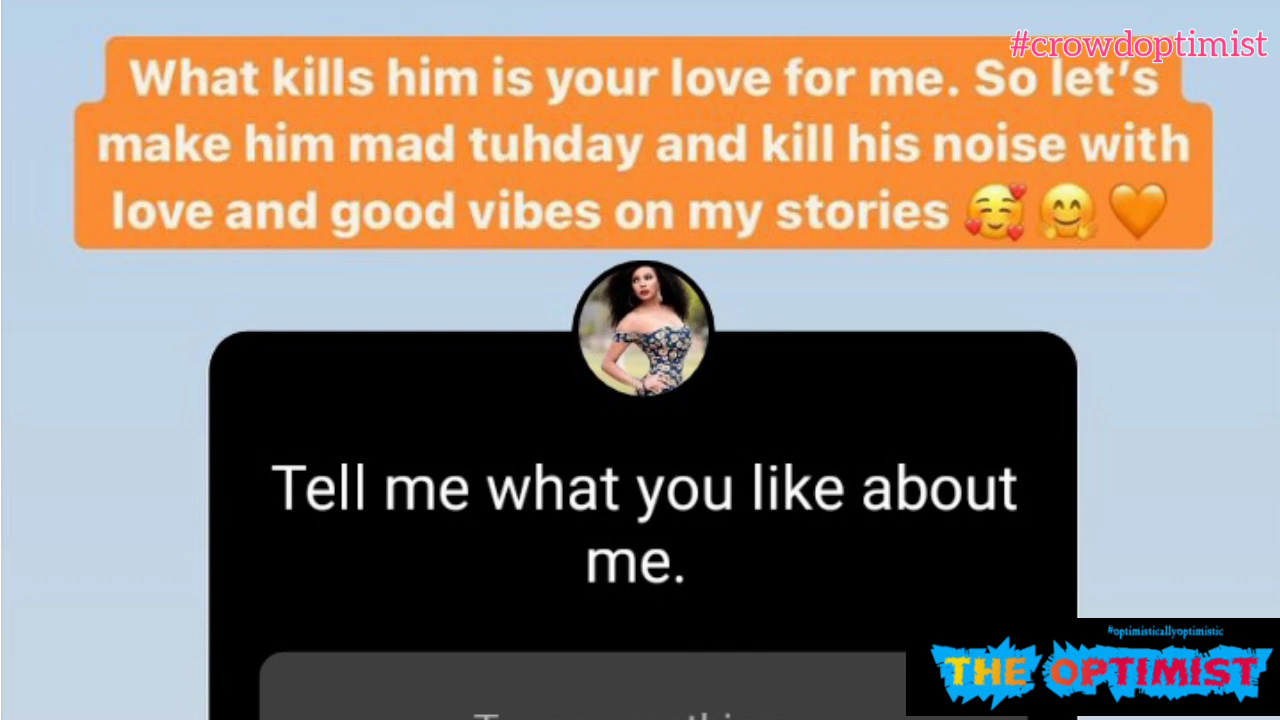 #crowdoptimist
What kills him is your love for me. So let's
make him mad tuhday and kill his noise with
love and good vibes on my stories 🥰 🤗 🧡
Tell me what you like about
me.
#optimisticallyoptimistic
THE OPTIMIST